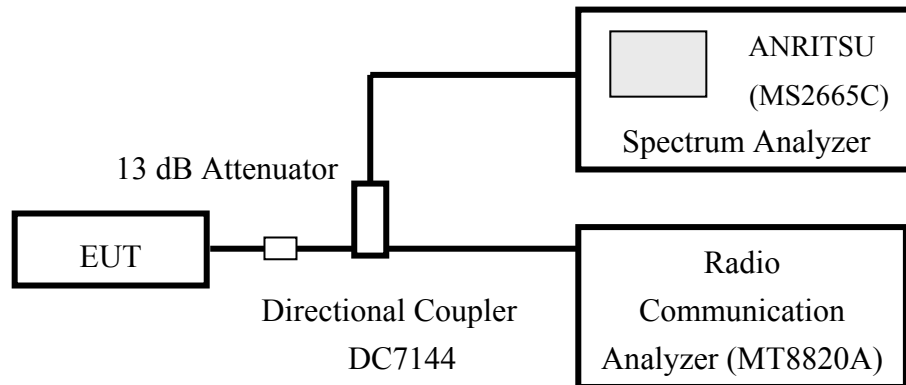 ANRITSU
(MS2665C)
Spectrum Analyzer
13 dB Attenuator
EUT
Directional Coupler
DC7144
Radio
Communication
Analyzer (MT8820A)